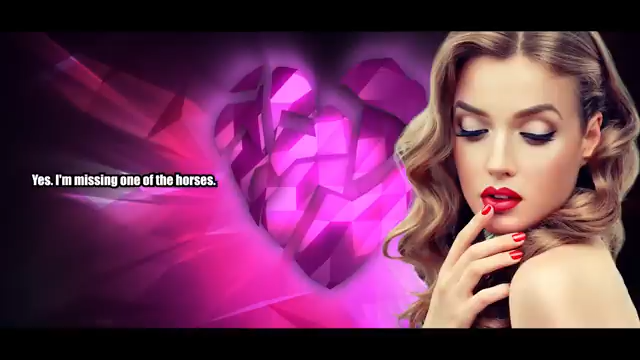 Yes. I'm missing one of the horses.